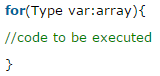 for(Type var:array){
//code to be executed
}